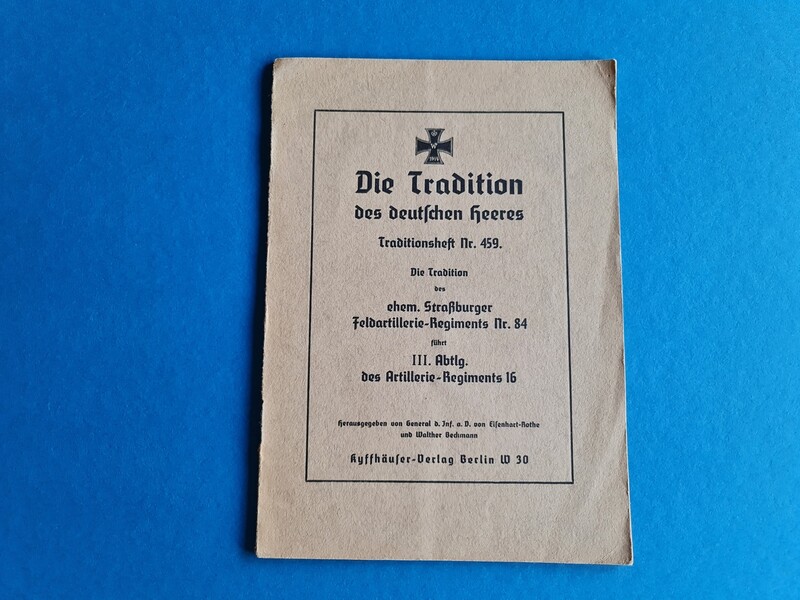 W
1914
Die Tradition
des deutschen Heeres
Traditionsheft Nr. 459.
Die Tradition
des
ehem. Straßburger
Feldartillerie-Regiments Nr. 84
führt
III. Abtlg.
des Artillerie-Regiments 16
Herausgegeben von General d. Inf. a. D. von Eisenhart-Rothe
und Walther Beckmann
Kyffhäuser-Verlag Berlin W 30